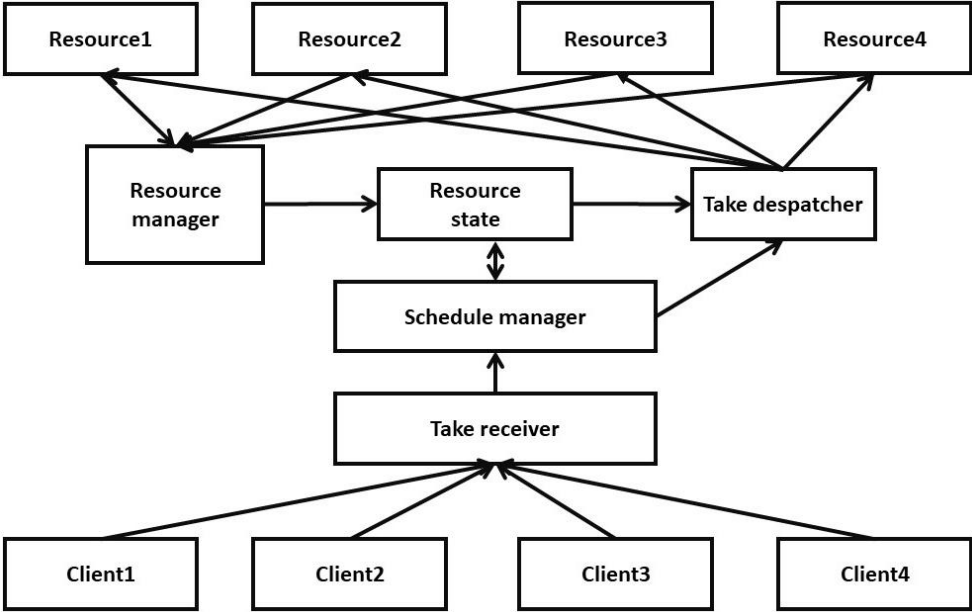 Resource1
Resource2
Resource3
Resource4
Resource
manager
Resource
state
Take despatcher
Schedule manager
Take receiver
Client1
Client2
Client3
Client4